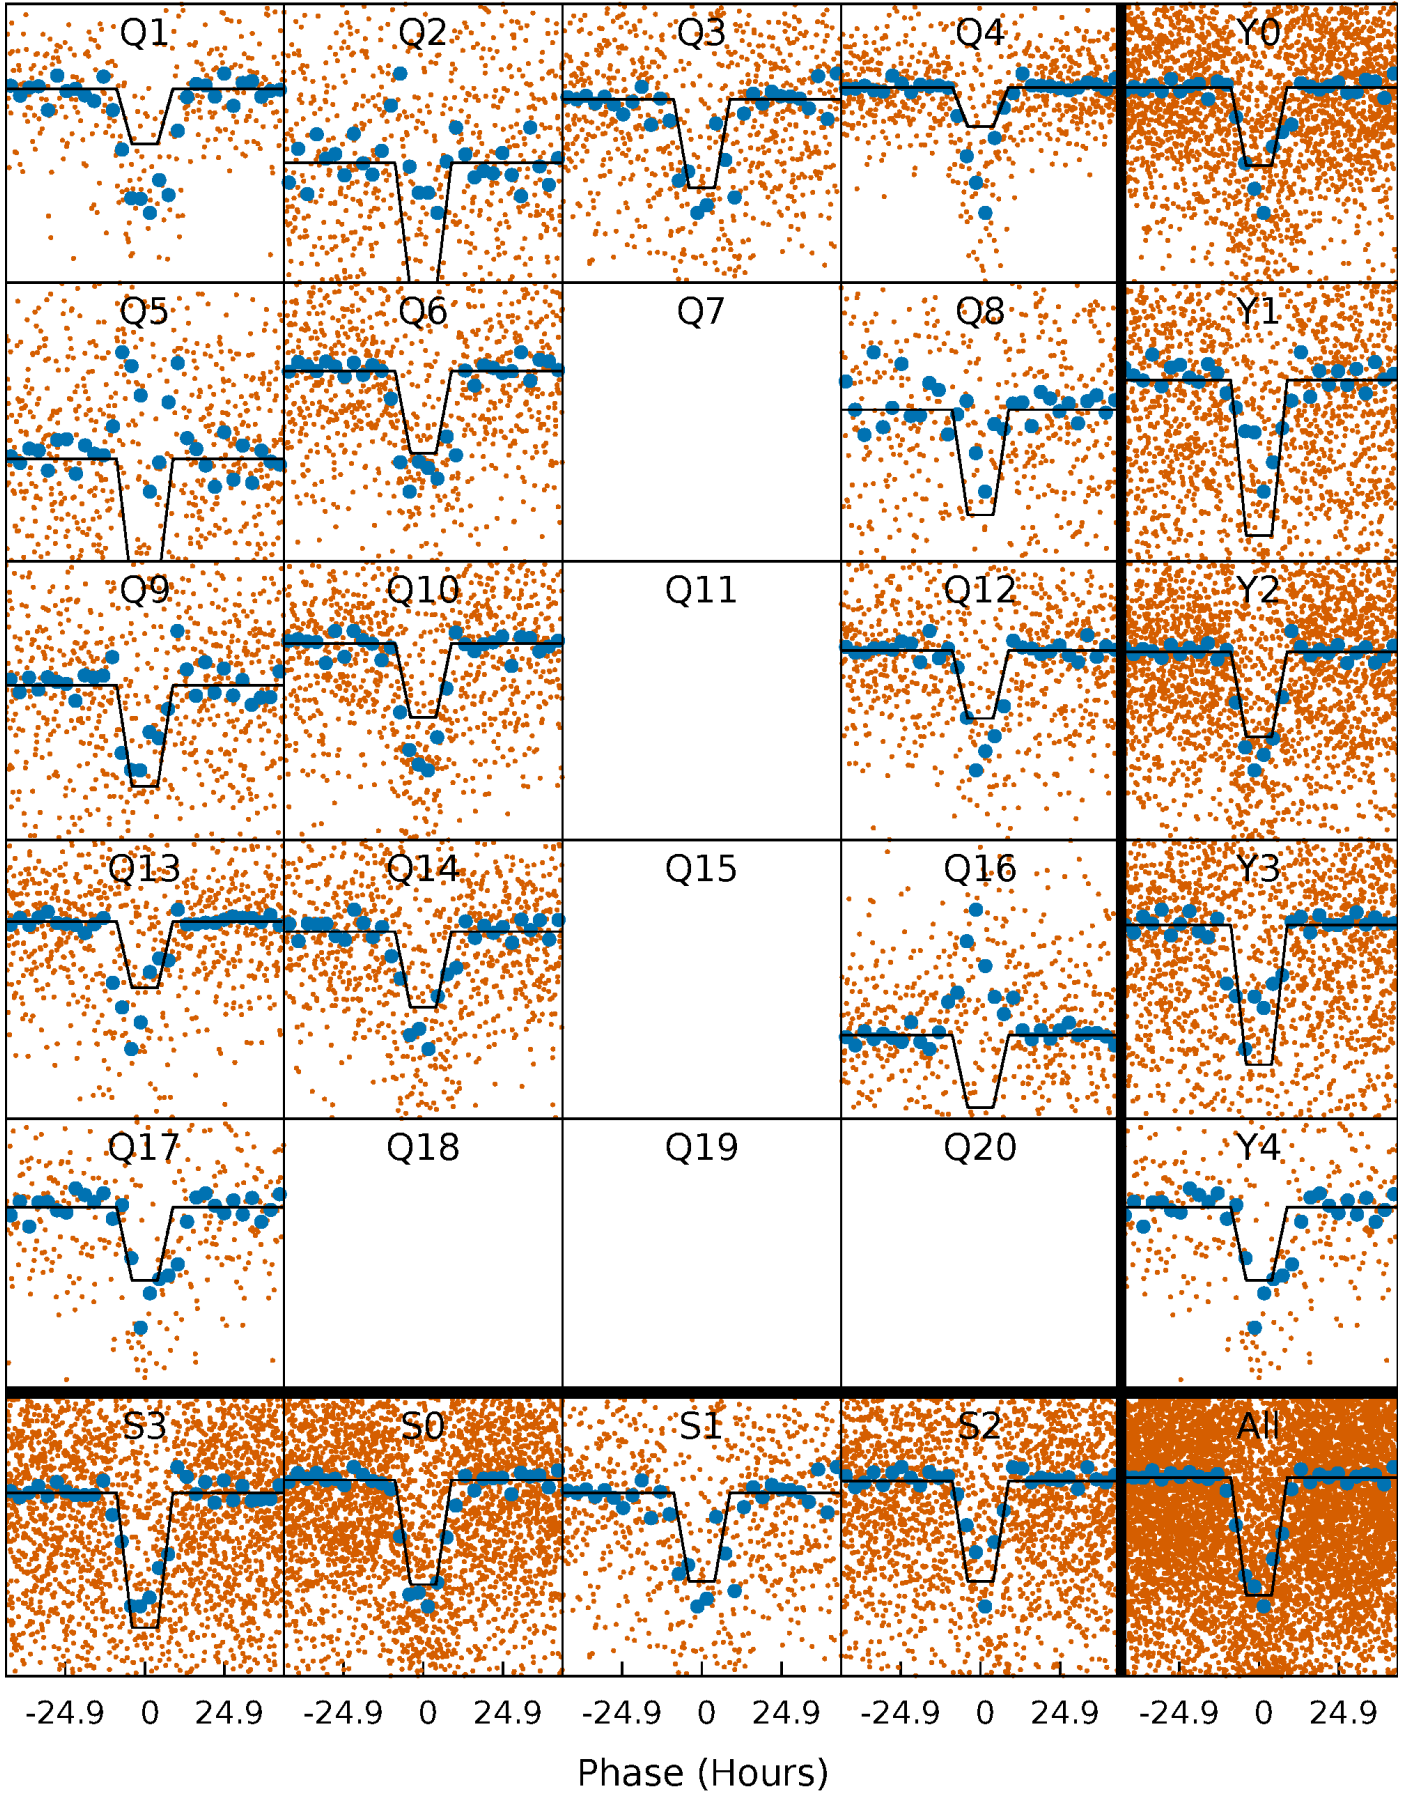 Q1 Q2 Q3 Q4 Y0
Q5 Q6 Q7 Q8 Y1
Q9 Q10 Q11 Q12 Y2
Q13 Q14 Q15 Q16 Y3
Q17 Q18 Q19 Q20 Y4
S3 S0 S1 S2 All
-24.9 0 24.9 -24.9 0 24.9 -24.9 0 24.9 -24.9 0 24.9 -24.9 0 24.9
Phase (Hours)